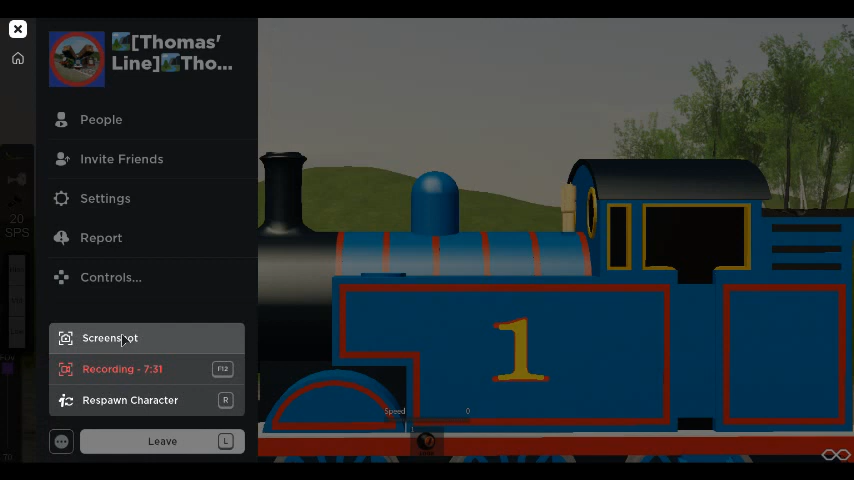 [Thomas'
Line]Tho...
People
Invite Friends
Settings
Report
Controls...
20
SPS
Screenshot
Recording - 7:31
F12
Respawn Character
R
Leave
L
1
Speed
0
1